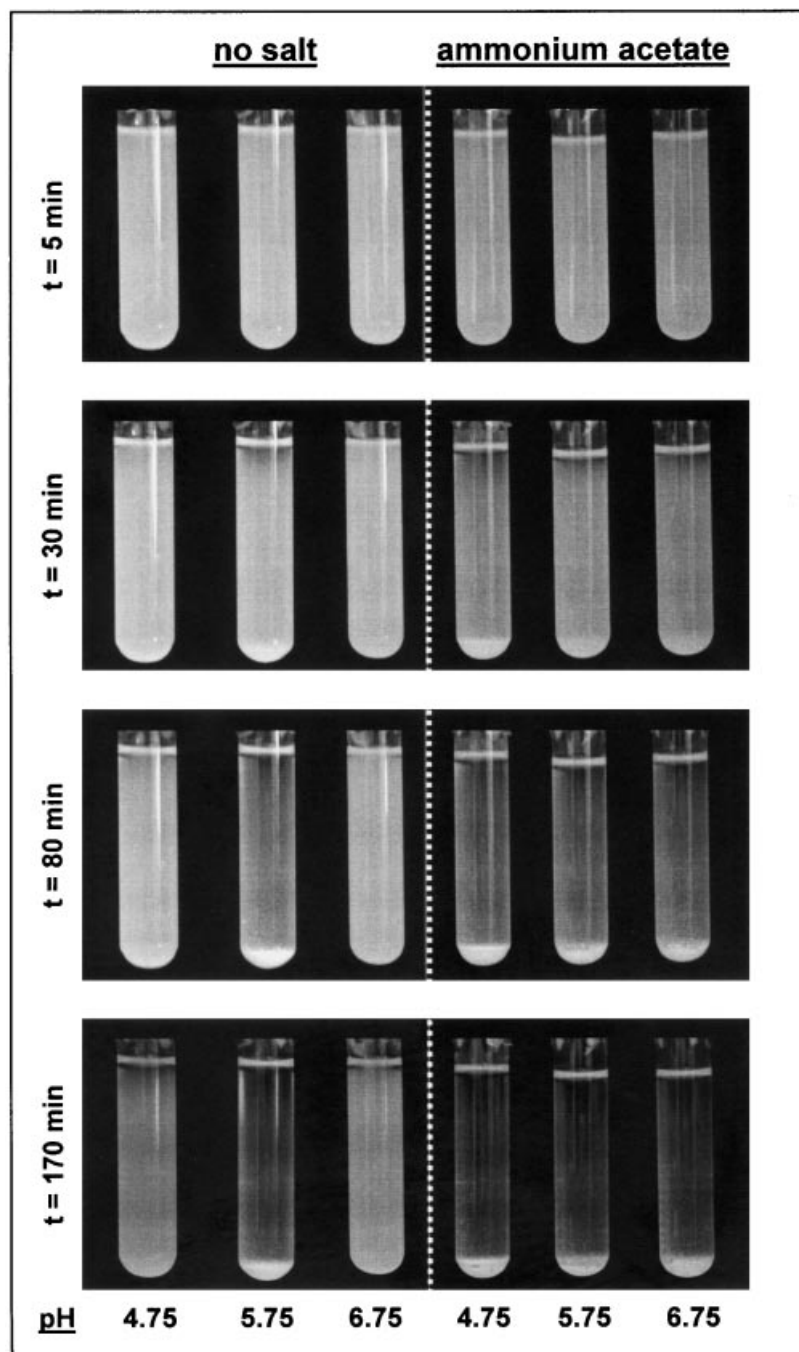 no salt ammonium acetate
t = 5 min
t = 30 min
t = 80 min
t = 170 min
pH 4.75 5.75 6.75 4.75 5.75 6.75